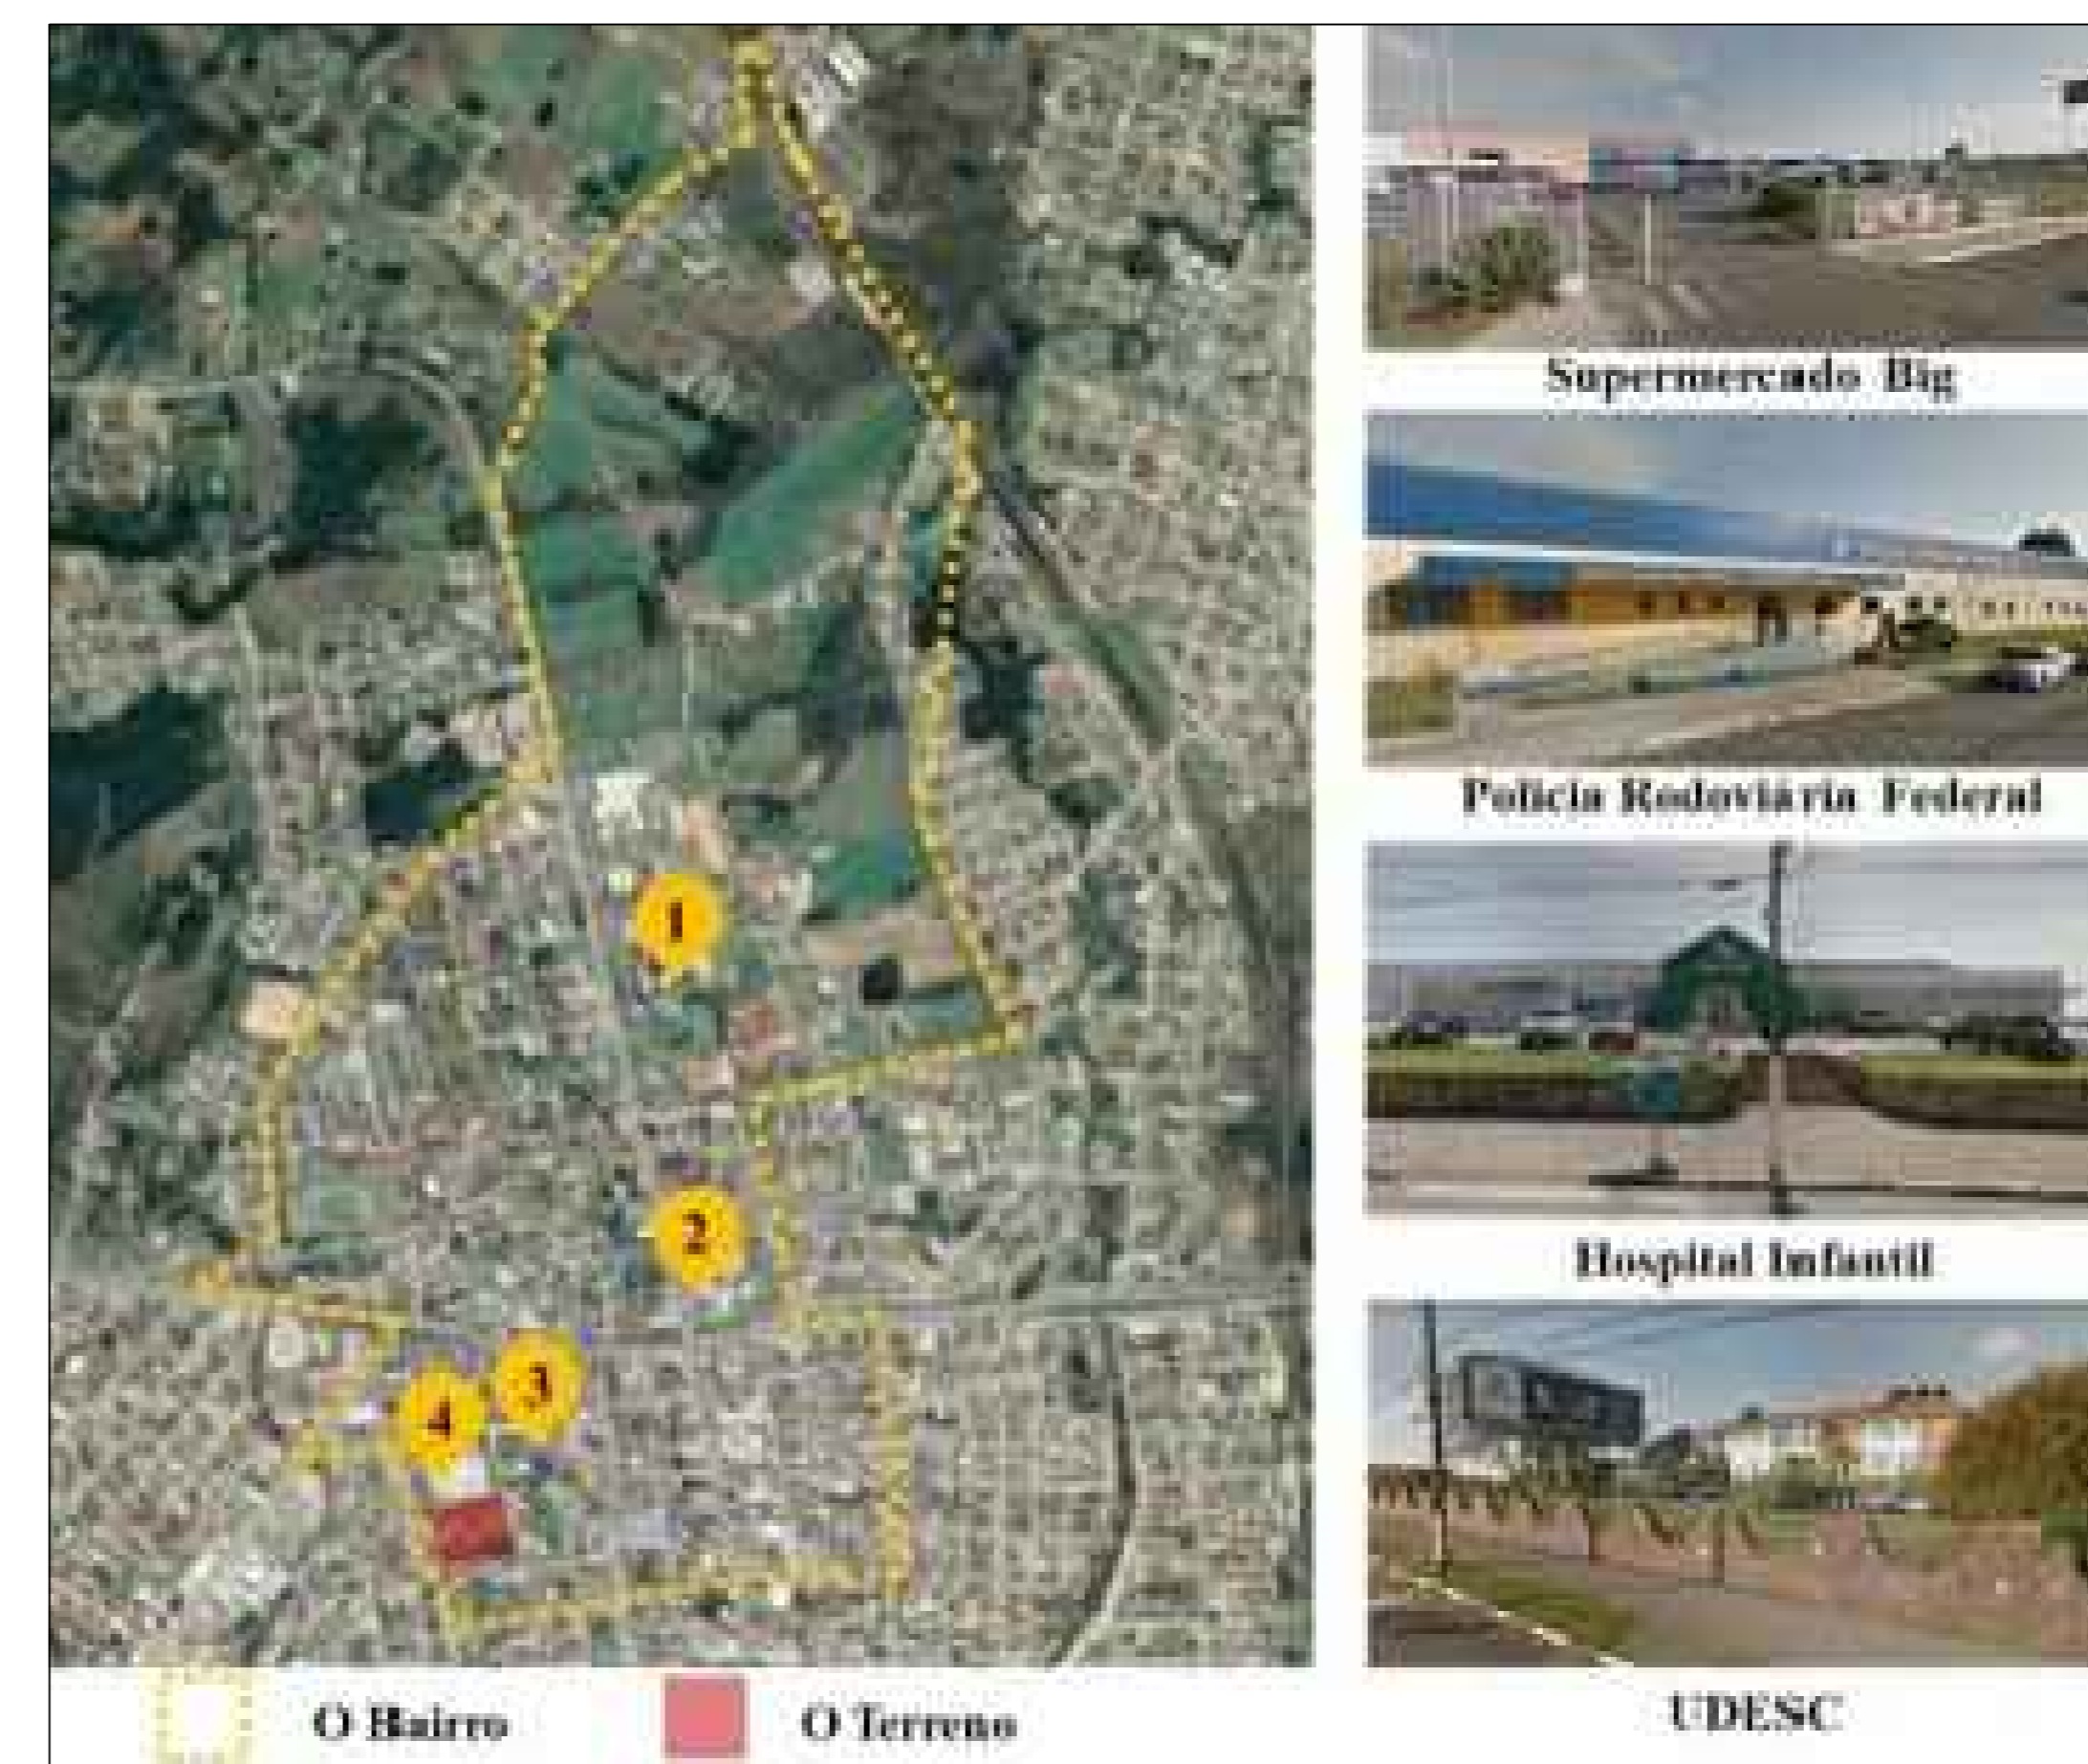 1
2
3
4
Supermercado Big
Polícia Rodoviária Federal
Hospital Infantil
UDESC
O Bairro
O Terreno